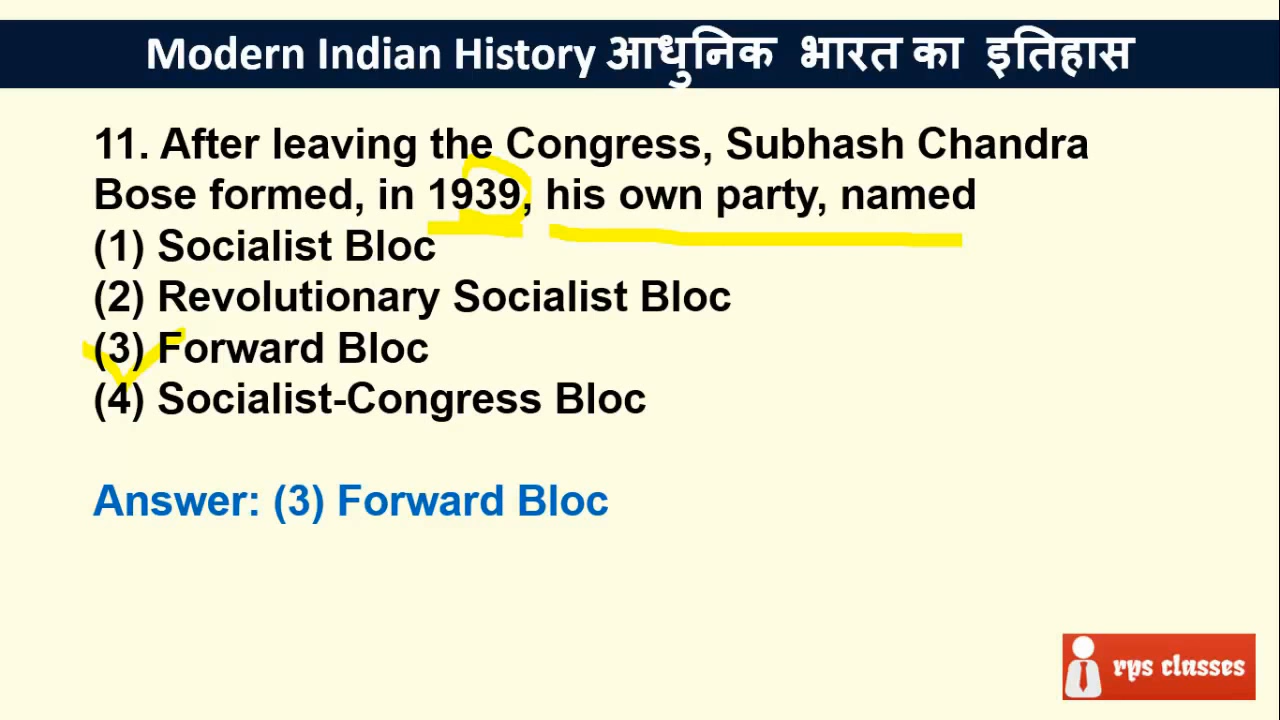 Modern Indian History आधुनिक भारत का इतिहास
11. After leaving the Congress, Subhash Chandra
Bose formed, in 1939, his own party, named
(1) Socialist Bloc
(2) Revolutionary Socialist Bloc
(3) Forward Bloc
(4) Socialist-Congress Bloc
Answer: (3) Forward Bloc
rps classes